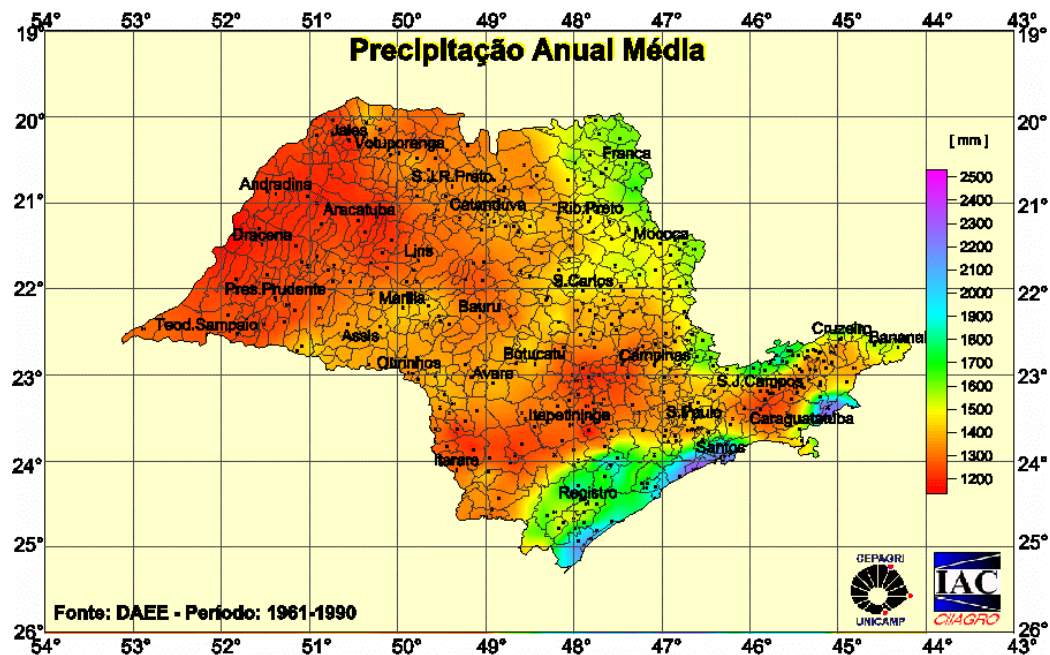 54° 53° 52° 51° 50° 49° 48° 47° 46° 45° 44° 43°
19° 19°
Precipitação Anual Média
20° 20°
Jales
Votuporanga
[ mm ]
Franca
S.J.R.Preto
2500
Andradina
2400
21° 21°
Catanduva
Aracatuba
Rib.Preto
2300
Dracena
Mococa
2200
Lins
2100
S.Carlos
2000
22° 22°
Pres.Prudente
Marilia
1900
Bauru
1800
Teod.Sampaio
Assis
Cruzeiro
Bananal
1700
Botucatu
Campinas
Ourinhos
23° 23°
Avare
S.J.Campos
1600
Itapetininga
S.Paulo
Caraguatatuba
1500
1400
Santos
24° 24°
Itarare
1300
1200
Registro
25° 25°
CEPAGRI
UNICAMP
IAC
CIIAGRO
Fonte: DAEE - Período: 1961-1990
26° 26°
54° 53° 52° 51° 50° 49° 48° 47° 46° 45° 44° 43°